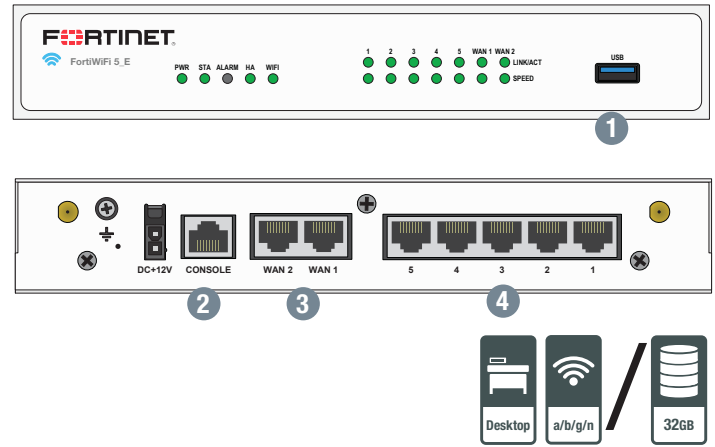 FORTINET.
FortiWiFi 5_E
PWR STA ALARM HA WIFI
1 2 3 4 5 WAN 1 WAN 2
LINK/ACT
SPEED
USB
1
DC+12V CONSOLE WAN 2 WAN 1 5 4 3 2 1
2 3 4
Desktop a/b/g/n 32GB